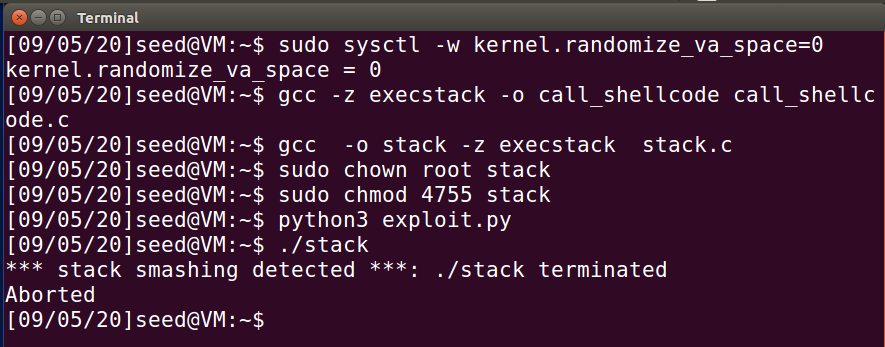 Terminal
[09/05/20]seed@VM:~$ sudo sysctl -w kernel.randomize_va_space=0
kernel.randomize_va_space = 0
[09/05/20]seed@VM:~$ gcc -z execstack -o call_shellcode call_shellc
ode.c
[09/05/20]seed@VM:~$ gcc  -o stack -z execstack  stack.c
[09/05/20]seed@VM:~$ sudo chown root stack
[09/05/20]seed@VM:~$ sudo chmod 4755 stack
[09/05/20]seed@VM:~$ python3 exploit.py
[09/05/20]seed@VM:~$ ./stack
*** stack smashing detected ***: ./stack terminated
Aborted
[09/05/20]seed@VM:~$